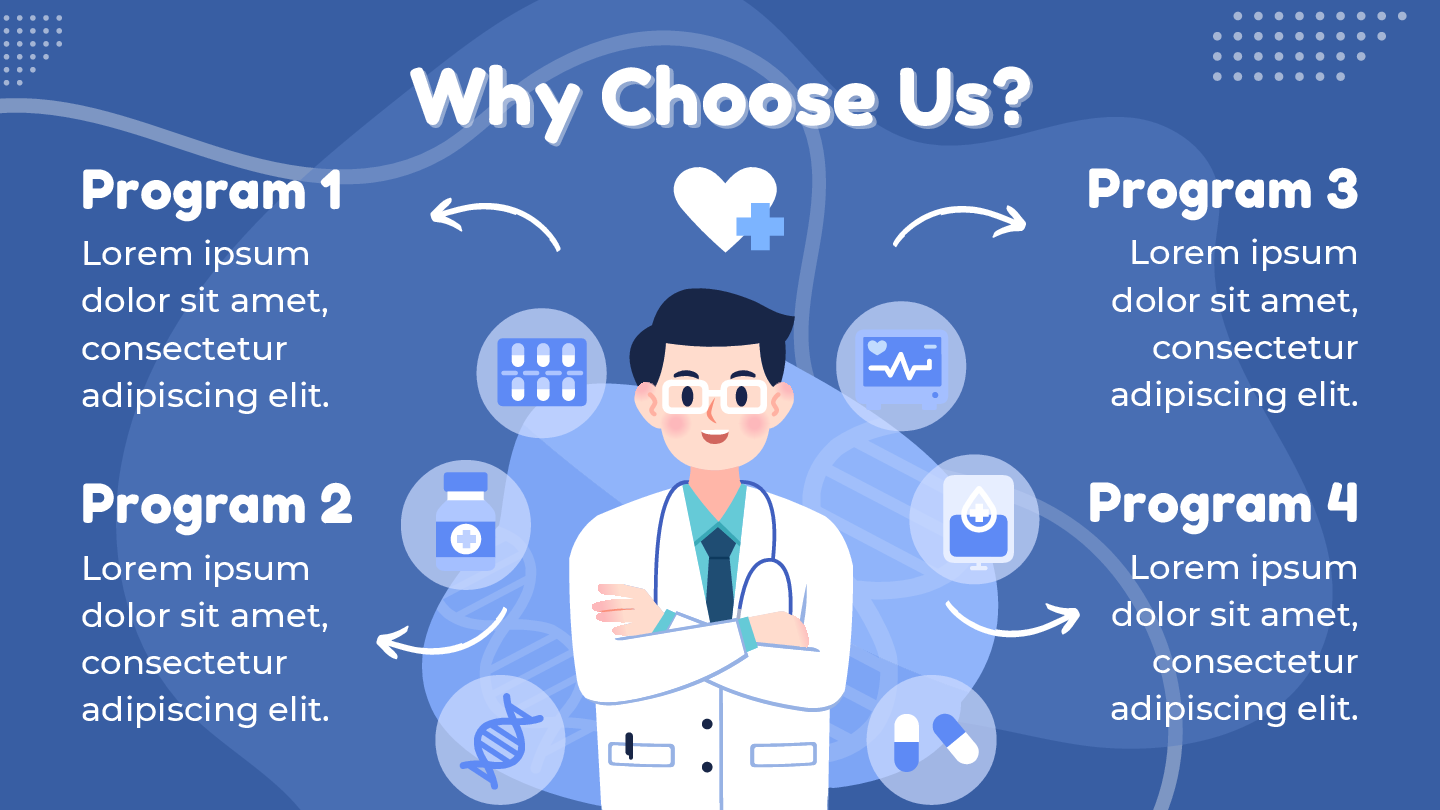 Why Choose Us?
Program 1
Lorem ipsum
dolor sit amet,
consectetur
adipiscing elit.
Program 2
Lorem ipsum
dolor sit amet,
consectetur
adipiscing elit.
Program 3
Lorem ipsum
dolor sit amet,
consectetur
adipiscing elit.
Program 4
Lorem ipsum
dolor sit amet,
consectetur
adipiscing elit.